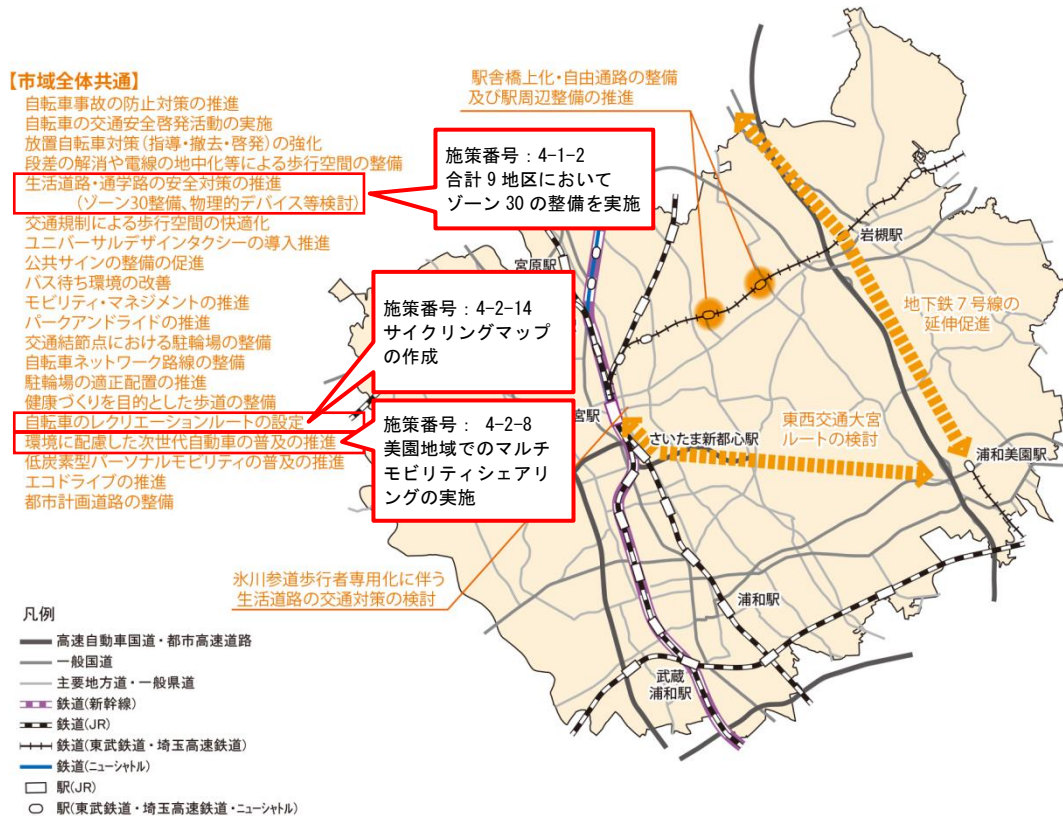 【市域全体共通】
自転車事故の防止対策の推進
自転車の交通安全啓発活動の実施
放置自転車対策(指導・撤去・啓発)の強化
段差の解消や電線の地中化等による歩行空間の整備
生活道路・通学路の安全対策の推進
(ゾーン30整備、物理的デバイス等検討)
交通規制による歩行空間の快適化
ユニバーサルデザインタクシーの導入推進
公共サインの整備の促進
バス待ち環境の改善
モビリティ・マネジメントの推進
パークアンドライドの推進
交通結節点における駐輪場の整備
自転車ネットワーク路線の整備
駐輪場の適正配置の推進
健康づくりを目的とした歩道の整備
自転車のレクリエーションルートの設定
環境に配慮した次世代自動車の普及の推進
低炭素型パーソナルモビリティの普及の推進
エコドライブの推進
都市計画道路の整備
施策番号：4-1-2
合計9地区において
ゾーン30の整備を実施
施策番号：4-2-14
サイクリングマップ
の作成
施策番号： 4-2-8
美園地域でのマルチ
モビリティシェアリ
ングの実施
駅舎橋上化・自由通路の整備
及び駅周辺整備の推進
岩槻駅
宮原駅
地下鉄7号線の
延伸促進
宮駅
さいたま新都心駅
東西交通大宮
ルートの検討
浦和美園駅
氷川参道歩行者専用化に伴う
生活道路の交通対策の検討
浦和駅
武蔵
浦和駅
凡例
高速自動車国道・都市高速道路
一般国道
主要地方道・一般県道
鉄道(新幹線)
鉄道(JR)
鉄道(東武鉄道・埼玉高速鉄道)
鉄道(ニューシャトル)
駅(JR)
駅(東武鉄道・埼玉高速鉄道・ニューシャトル)